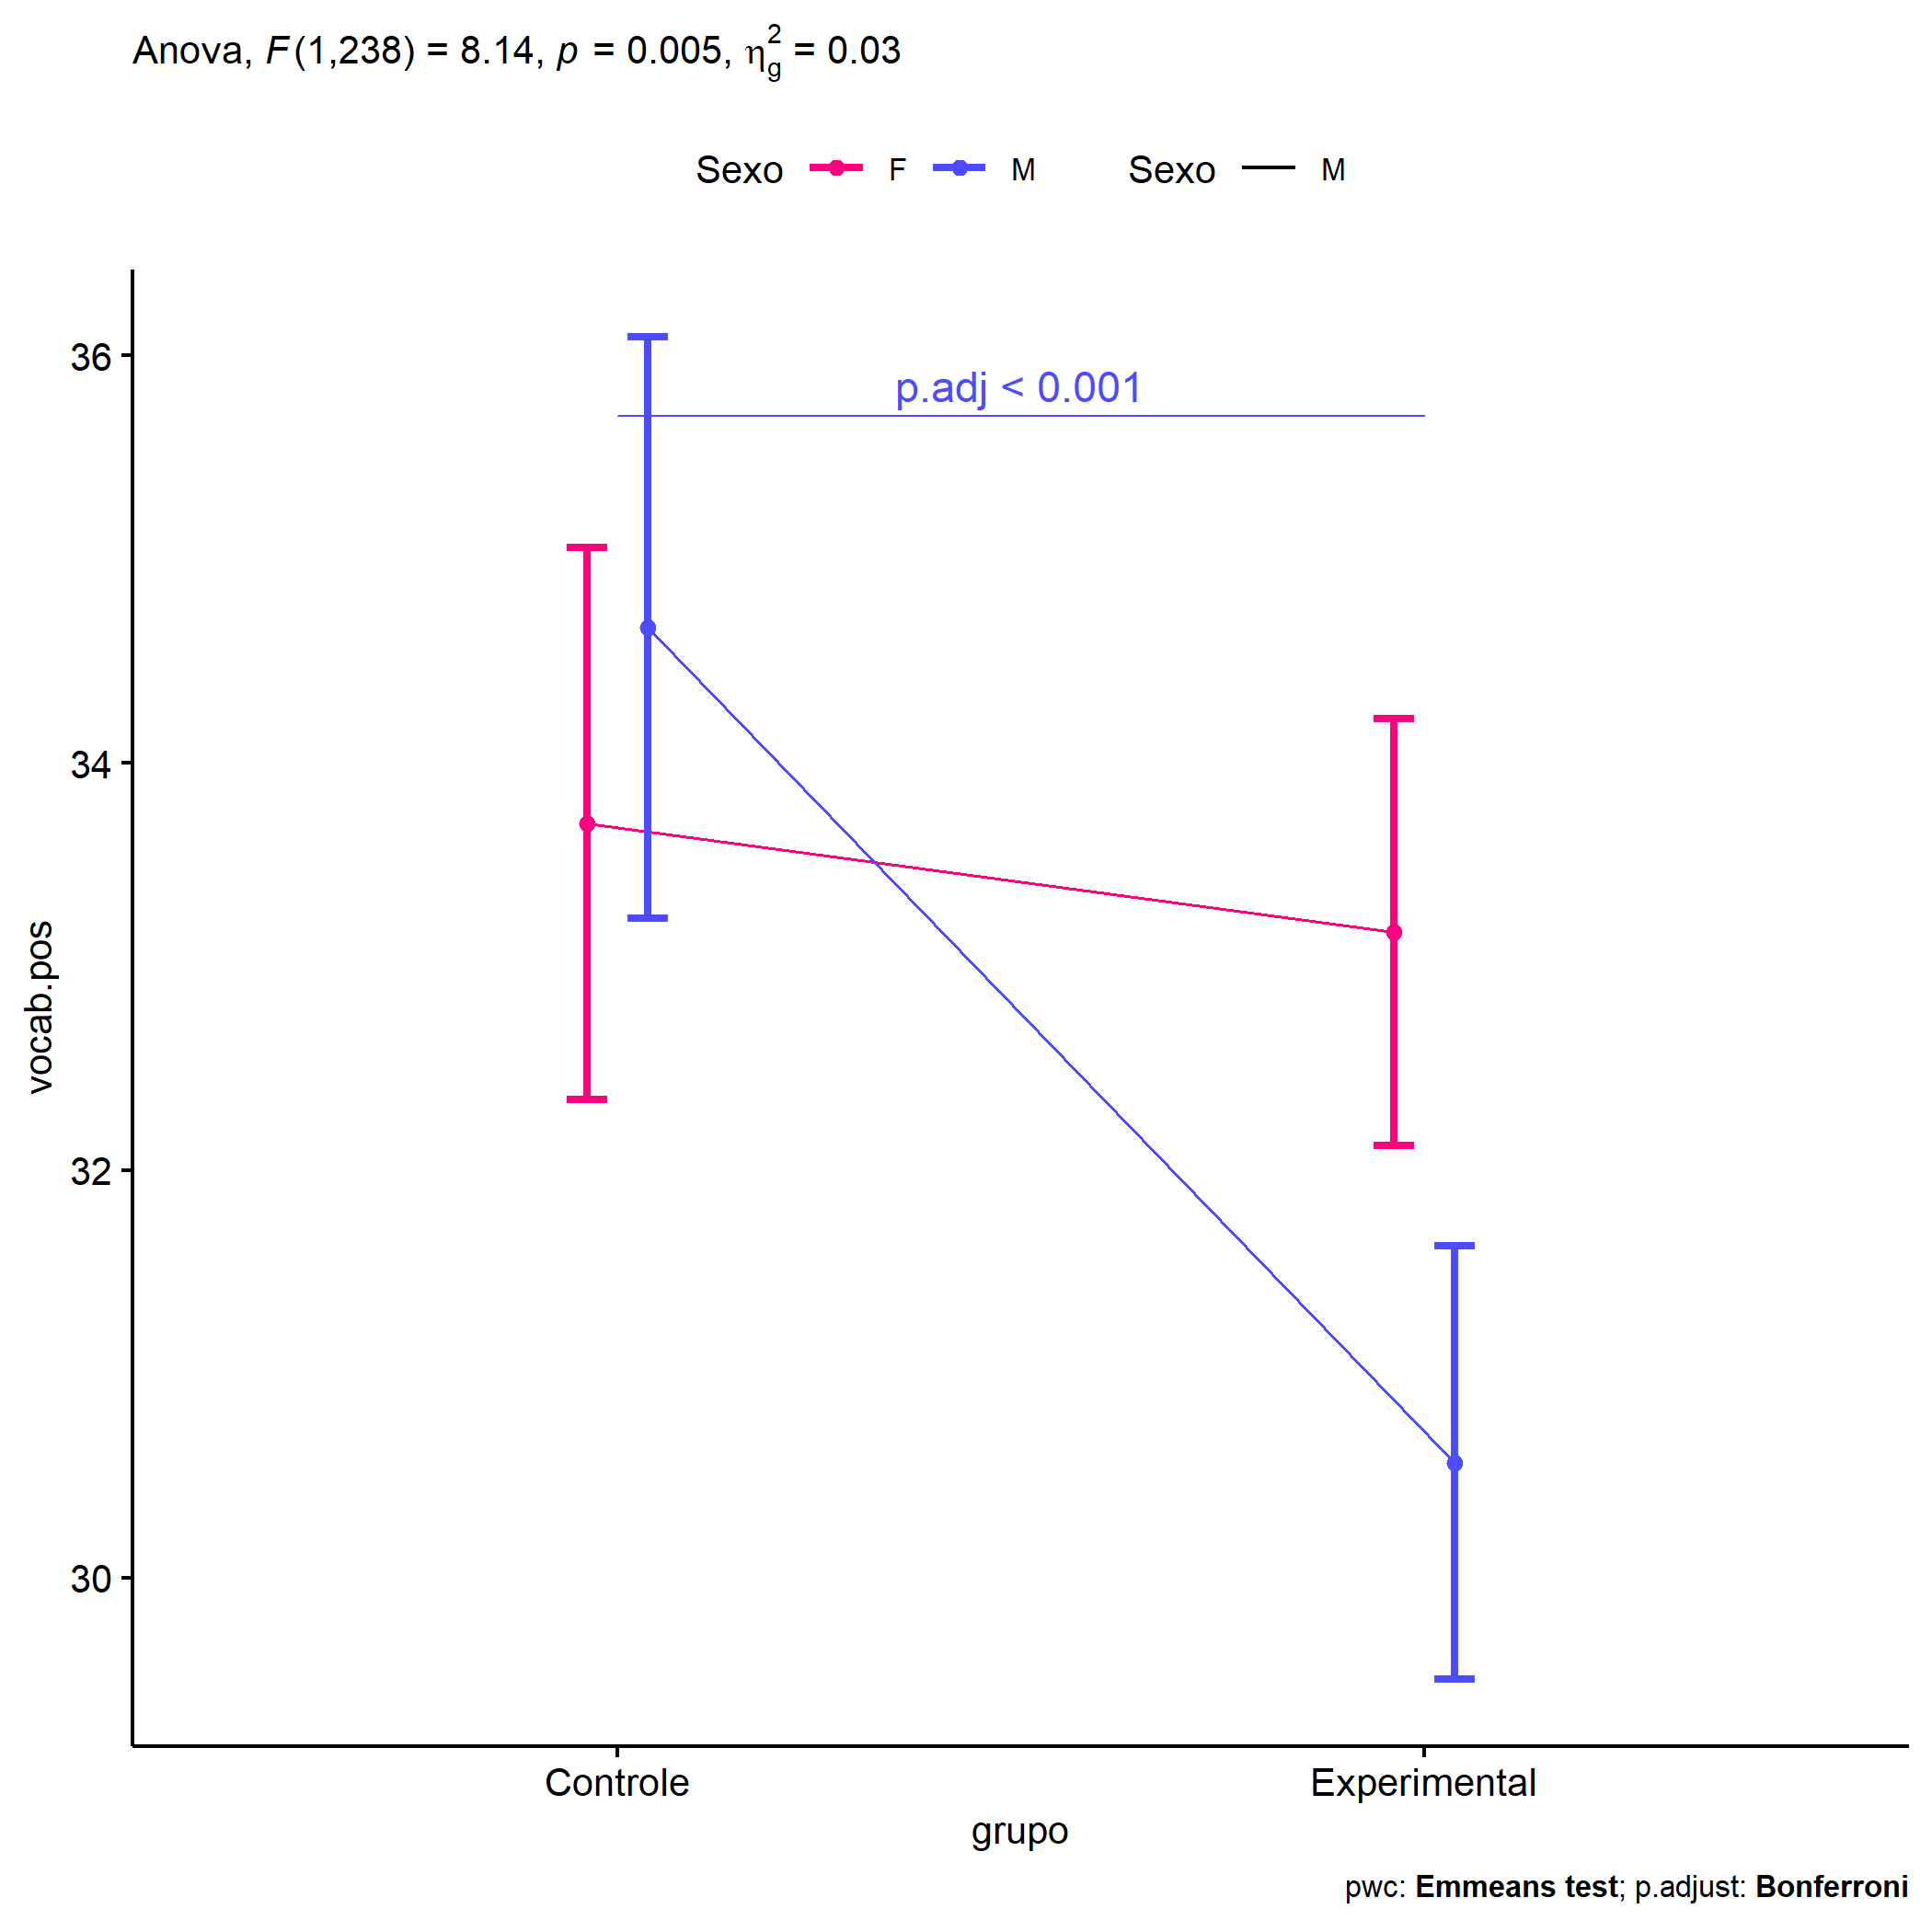 Anova, F(1,238) = 8.14, p = 0.005, η²g = 0.03
Sexo F M Sexo M
36
p.adj < 0.001
34
32
30
vocab.pos
Controle Experimental
grupo
pwc: Emmeans test; p.adjust: Bonferroni